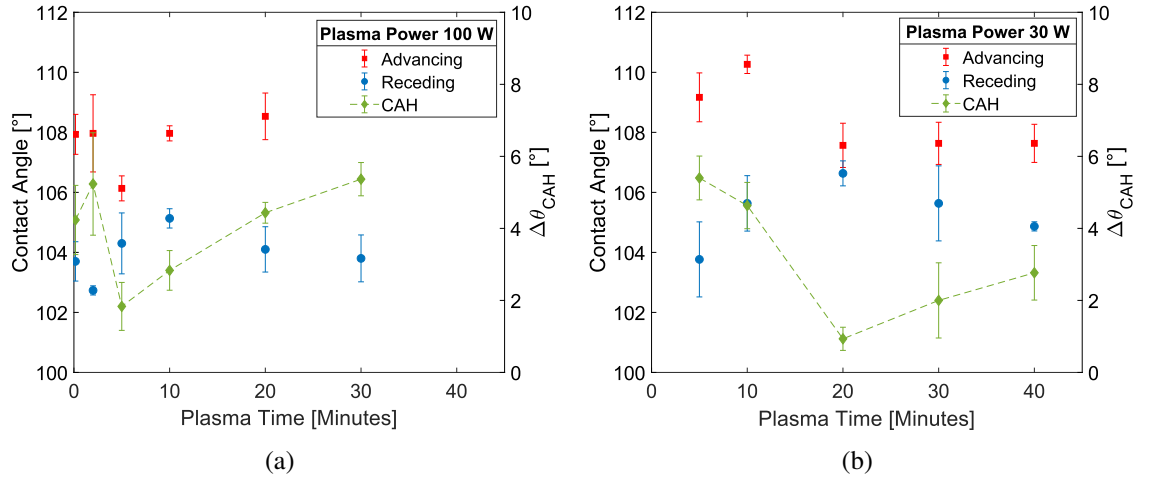 Plasma Power 100 W
Advancing
Receding
CAH
Contact Angle [°]
112
110
108
106
104
102
100
10
8
6
4
2
0
Δθ_CAH [°]
0
10
20
30
40
Plasma Time [Minutes]
(a)
Plasma Power 30 W
Advancing
Receding
CAH
Contact Angle [°]
112
110
108
106
104
102
100
10
8
6
4
2
0
Δθ_CAH [°]
0
10
20
30
40
Plasma Time [Minutes]
(b)